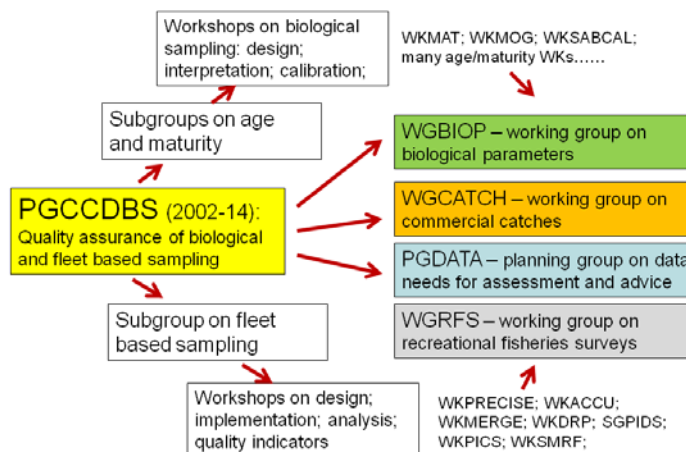 Workshops on biological
sampling: design;
interpretation; calibration;
WKMAT; WKMOG; WKSABCAL;
many age/maturity WKs......
Subgroups on age
and maturity
WGBIOP – working group on
biological parameters
PGCCDBS (2002-14):
Quality assurance of biological
and fleet based sampling
WGCATCH – working group on
commercial catches
PGDATA – planning group on data
needs for assessment and advice
Subgroup on fleet
based sampling
WGRFS – working group on
recreational fisheries surveys
Workshops on design;
implementation; analysis;
quality indicators
WKPRECISE; WKACCU;
WKMERGE; WKDRP; SGPIDS;
WKPICS; WKSMRF;